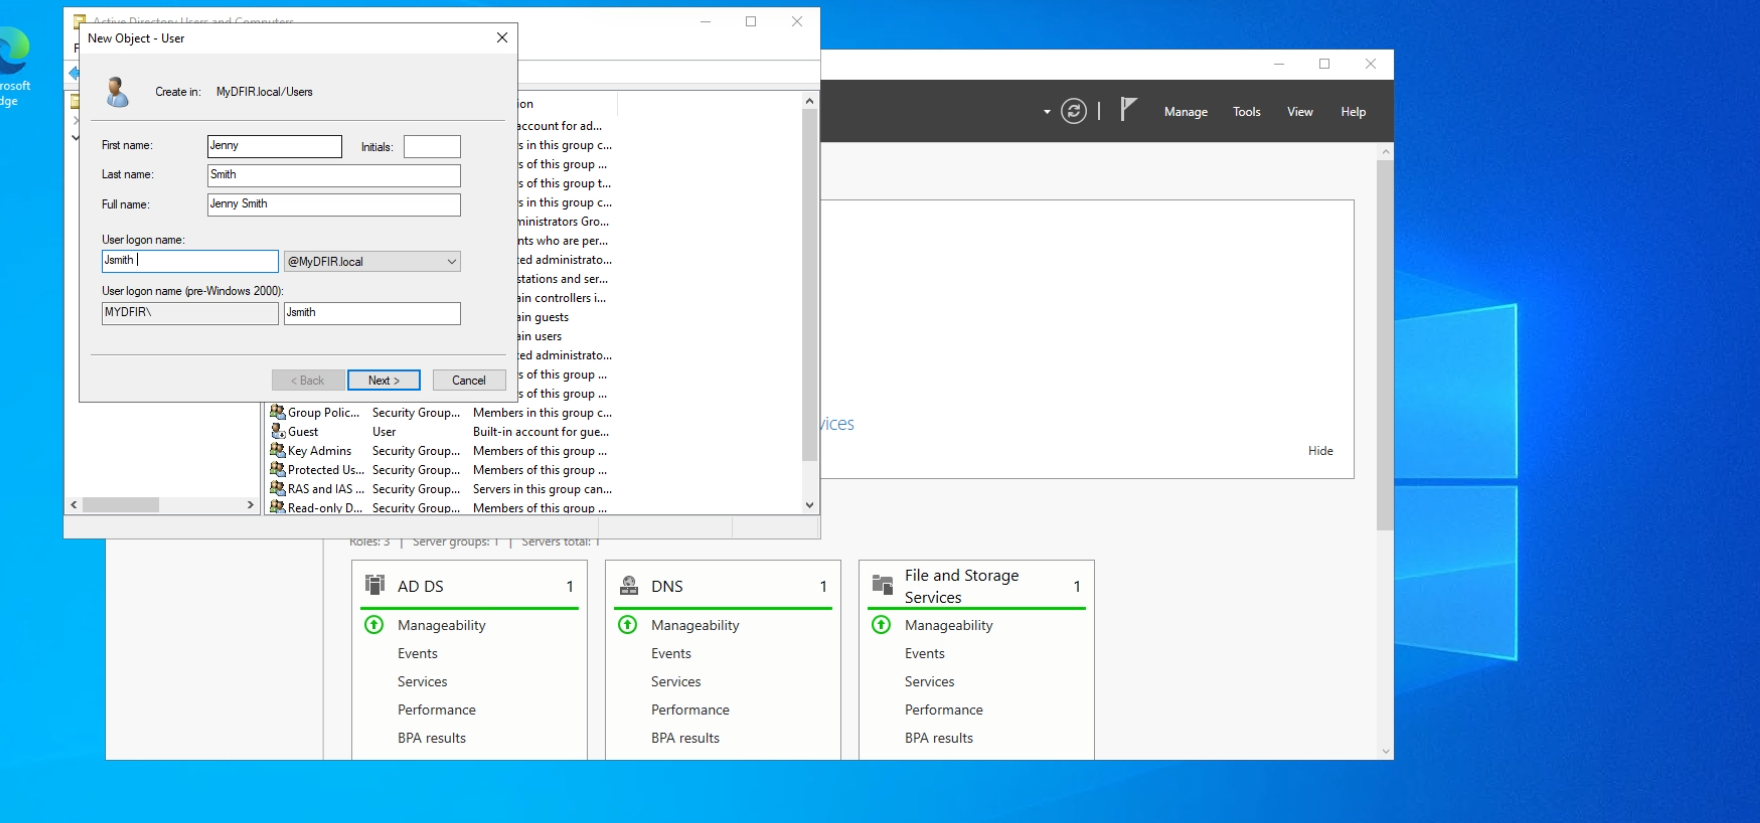 rosoft
dge
Active Directory Users and Computers
New Object - User
Create in: MyDFIR.local/Users
First name: Jenny Initials:
Last name: Smith
Full name: Jenny Smith
User logon name:
Jsmith @MyDFIR.local
User logon name (pre-Windows 2000):
MYDFIR\ Jsmith
< Back Next > Cancel
ion
account for ad...
s in this group c...
s of this group ...
s of this group t...
s in this group c...
ministrators Gro...
nts who are per...
ed administrato...
stations and ser...
ain controllers i...
ain guests
ain users
ed administrato...
s of this group ...
s of this group ...
Group Polic... Security Group... Members in this group c...
Guest User Built-in account for gue...
Key Admins Security Group... Members of this group ...
Protected Us... Security Group... Members of this group ...
RAS and IAS ... Security Group... Servers in this group can...
Read-only D... Security Group... Members of this group ...
Manage Tools View Help
vices
Hide
Roles: 3 | Server groups: 1 | Servers total: 1
AD DS 1
Manageability
Events
Services
Performance
BPA results
DNS 1
Manageability
Events
Services
Performance
BPA results
File and Storage
Services 1
Manageability
Events
Services
Performance
BPA results